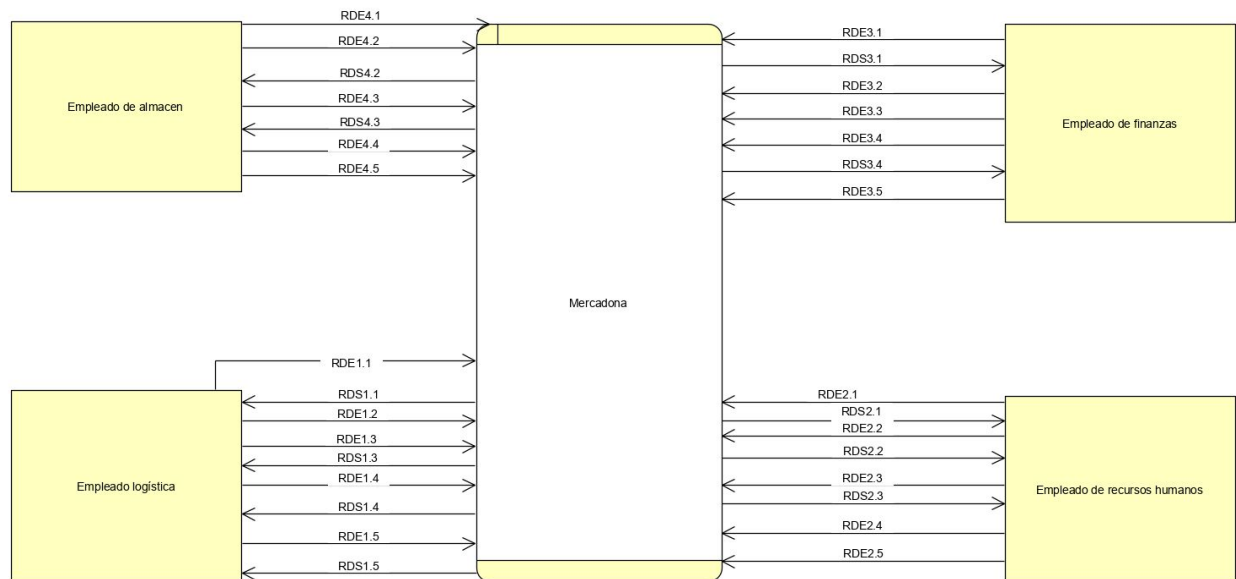 RDE4.1
RDE4.2
RDS4.2
RDE4.3
RDS4.3
RDE4.4
RDE4.5
Empleado de almacen
RDE3.1
RDS3.1
RDE3.2
RDE3.3
RDE3.4
RDS3.4
RDE3.5
Empleado de finanzas
Mercadona
RDE1.1
RDS1.1
RDE1.2
RDE1.3
RDS1.3
RDE1.4
RDS1.4
RDE1.5
RDS1.5
Empleado logística
RDE2.1
RDS2.1
RDE2.2
RDS2.2
RDE2.3
RDS2.3
RDE2.4
RDE2.5
Empleado de recursos humanos